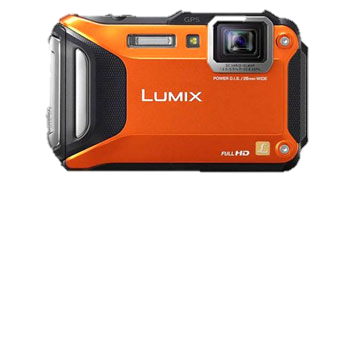 GPS
LUMIX
POWER O.I.S. / 28mm WIDE
FULL HD